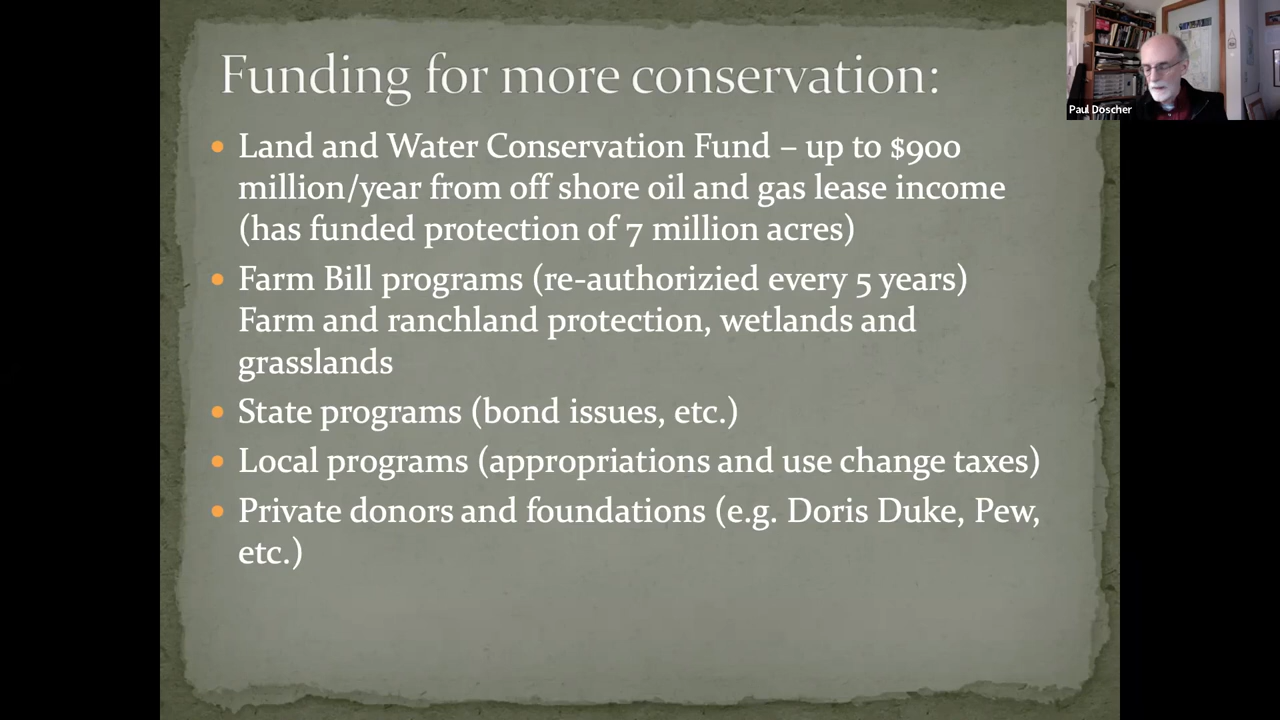 Funding for more conservation:
Paul Doscher
• Land and Water Conservation Fund – up to $900
million/year from off shore oil and gas lease income
(has funded protection of 7 million acres)
• Farm Bill programs (re-authorizied every 5 years)
Farm and ranchland protection, wetlands and
grasslands
• State programs (bond issues, etc.)
• Local programs (appropriations and use change taxes)
• Private donors and foundations (e.g. Doris Duke, Pew,
etc.)